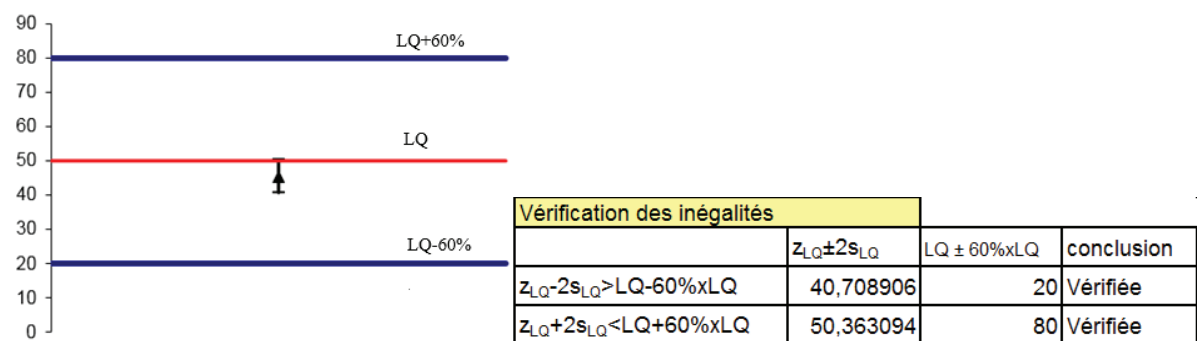 90
LQ+60%
80
70
60
LQ
50
40
30
LQ-60%
20
10
0
Vérification des inégalités
zLQ±2sLQ LQ ± 60%xLQ conclusion
zLQ-2sLQ>LQ-60%xLQ 40,708906 20 Vérifiée
zLQ+2sLQ<LQ+60%xLQ 50,363094 80 Vérifiée